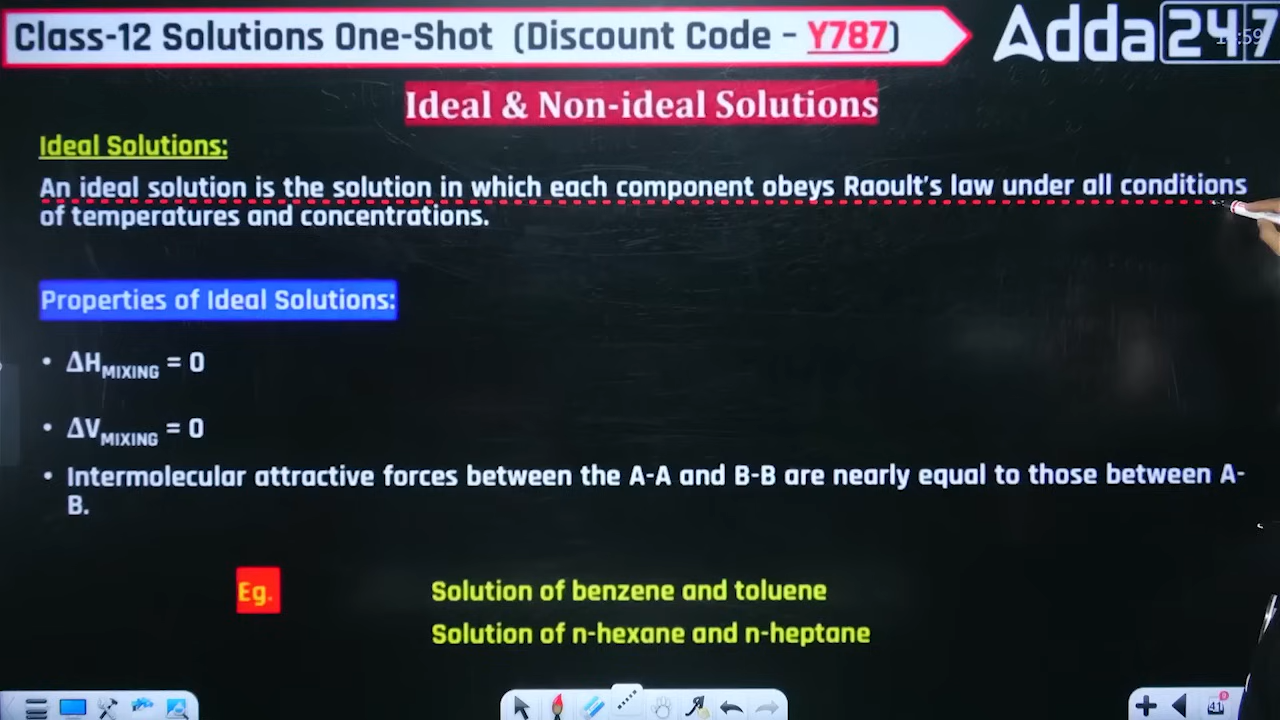 Class-12 Solutions One-Shot (Discount Code - Y787)
Adda247
Ideal & Non-ideal Solutions
Ideal Solutions:
An ideal solution is the solution in which each component obeys Raoult's law under all conditions
of temperatures and concentrations.
Properties of Ideal Solutions:
• ΔH_MIXING = 0
• ΔV_MIXING = 0
• Intermolecular attractive forces between the A-A and B-B are nearly equal to those between A-
B.
Eg.
Solution of benzene and toluene
Solution of n-hexane and n-heptane
41